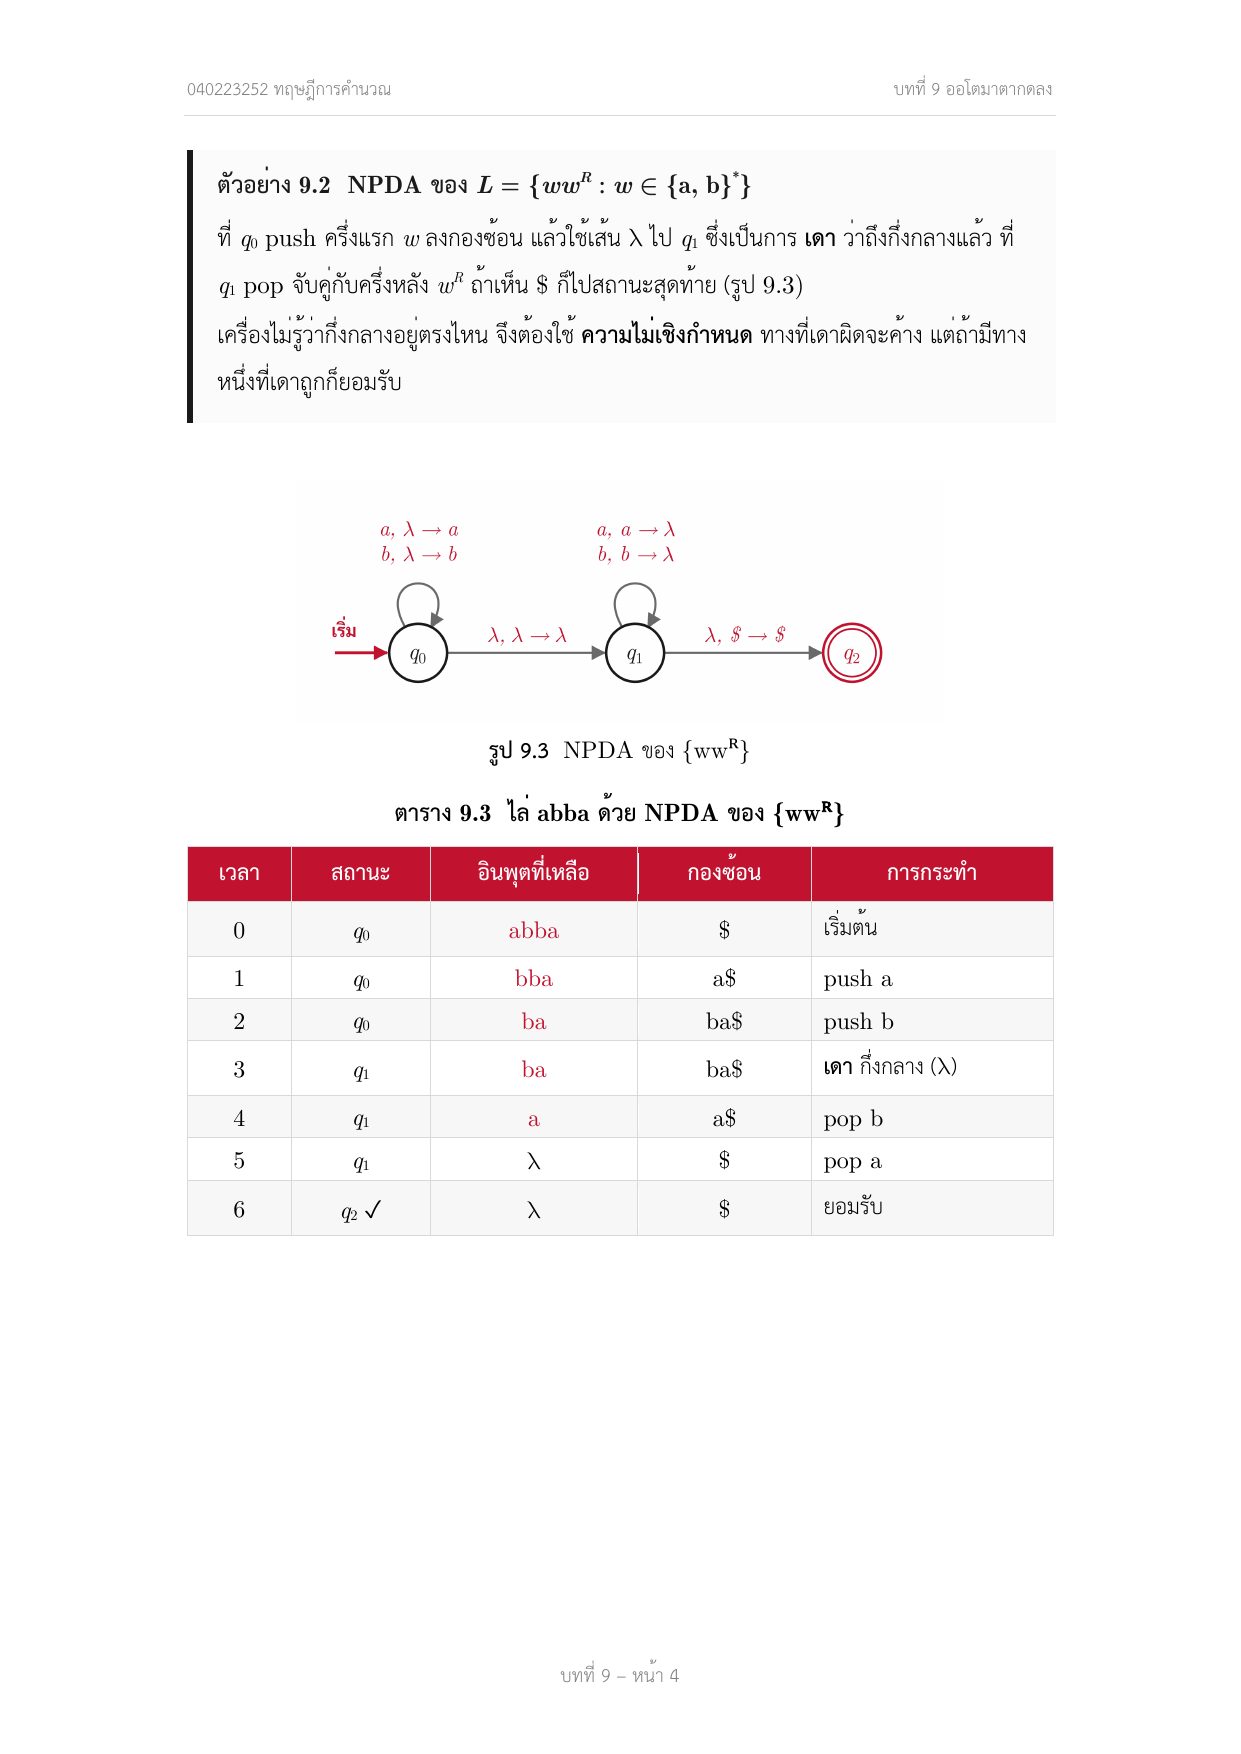 040223252 ทฤษฎีการคำนวณ
บทที่ 9 ออโตมาตากดลง
ตัวอย่าง 9.2 NPDA ของ L = {wwᴿ : w ∈ {a, b}*}
ที่ q₀ push ครึ่งแรก w ลงกองซ้อน แล้วใช้เส้น λ ไป q₁ ซึ่งเป็นการ เดา ว่าถึงกึ่งกลางแล้ว ที่
q₁ pop จับคู่กับครึ่งหลัง wᴿ ถ้าเห็น $ ก็ไปสถานะสุดท้าย (รูป 9.3)
เครื่องไม่รู้ว่ากึ่งกลางอยู่ตรงไหน จึงต้องใช้ ความไม่เชิงกำหนด ทางที่เดาผิดจะค้าง แต่ถ้ามีทาง
หนึ่งที่เดาถูกก็ยอมรับ
a, λ → a
b, λ → b
a, a → λ
b, b → λ
เริ่ม
q₀
λ, λ → λ
q₁
λ, $ → $
q₂
รูป 9.3 NPDA ของ {wwᴿ}
ตาราง 9.3 ไล่ abba ด้วย NPDA ของ {wwᴿ}
เวลา สถานะ อินพุตที่เหลือ กองซ้อน การกระทำ
0 q₀ abba $ เริ่มต้น
1 q₀ bba a$ push a
2 q₀ ba ba$ push b
3 q₁ ba ba$ เดา กึ่งกลาง (λ)
4 q₁ a a$ pop b
5 q₁ λ $ pop a
6 q₂ ✓ λ $ ยอมรับ
บทที่ 9 – หน้า 4